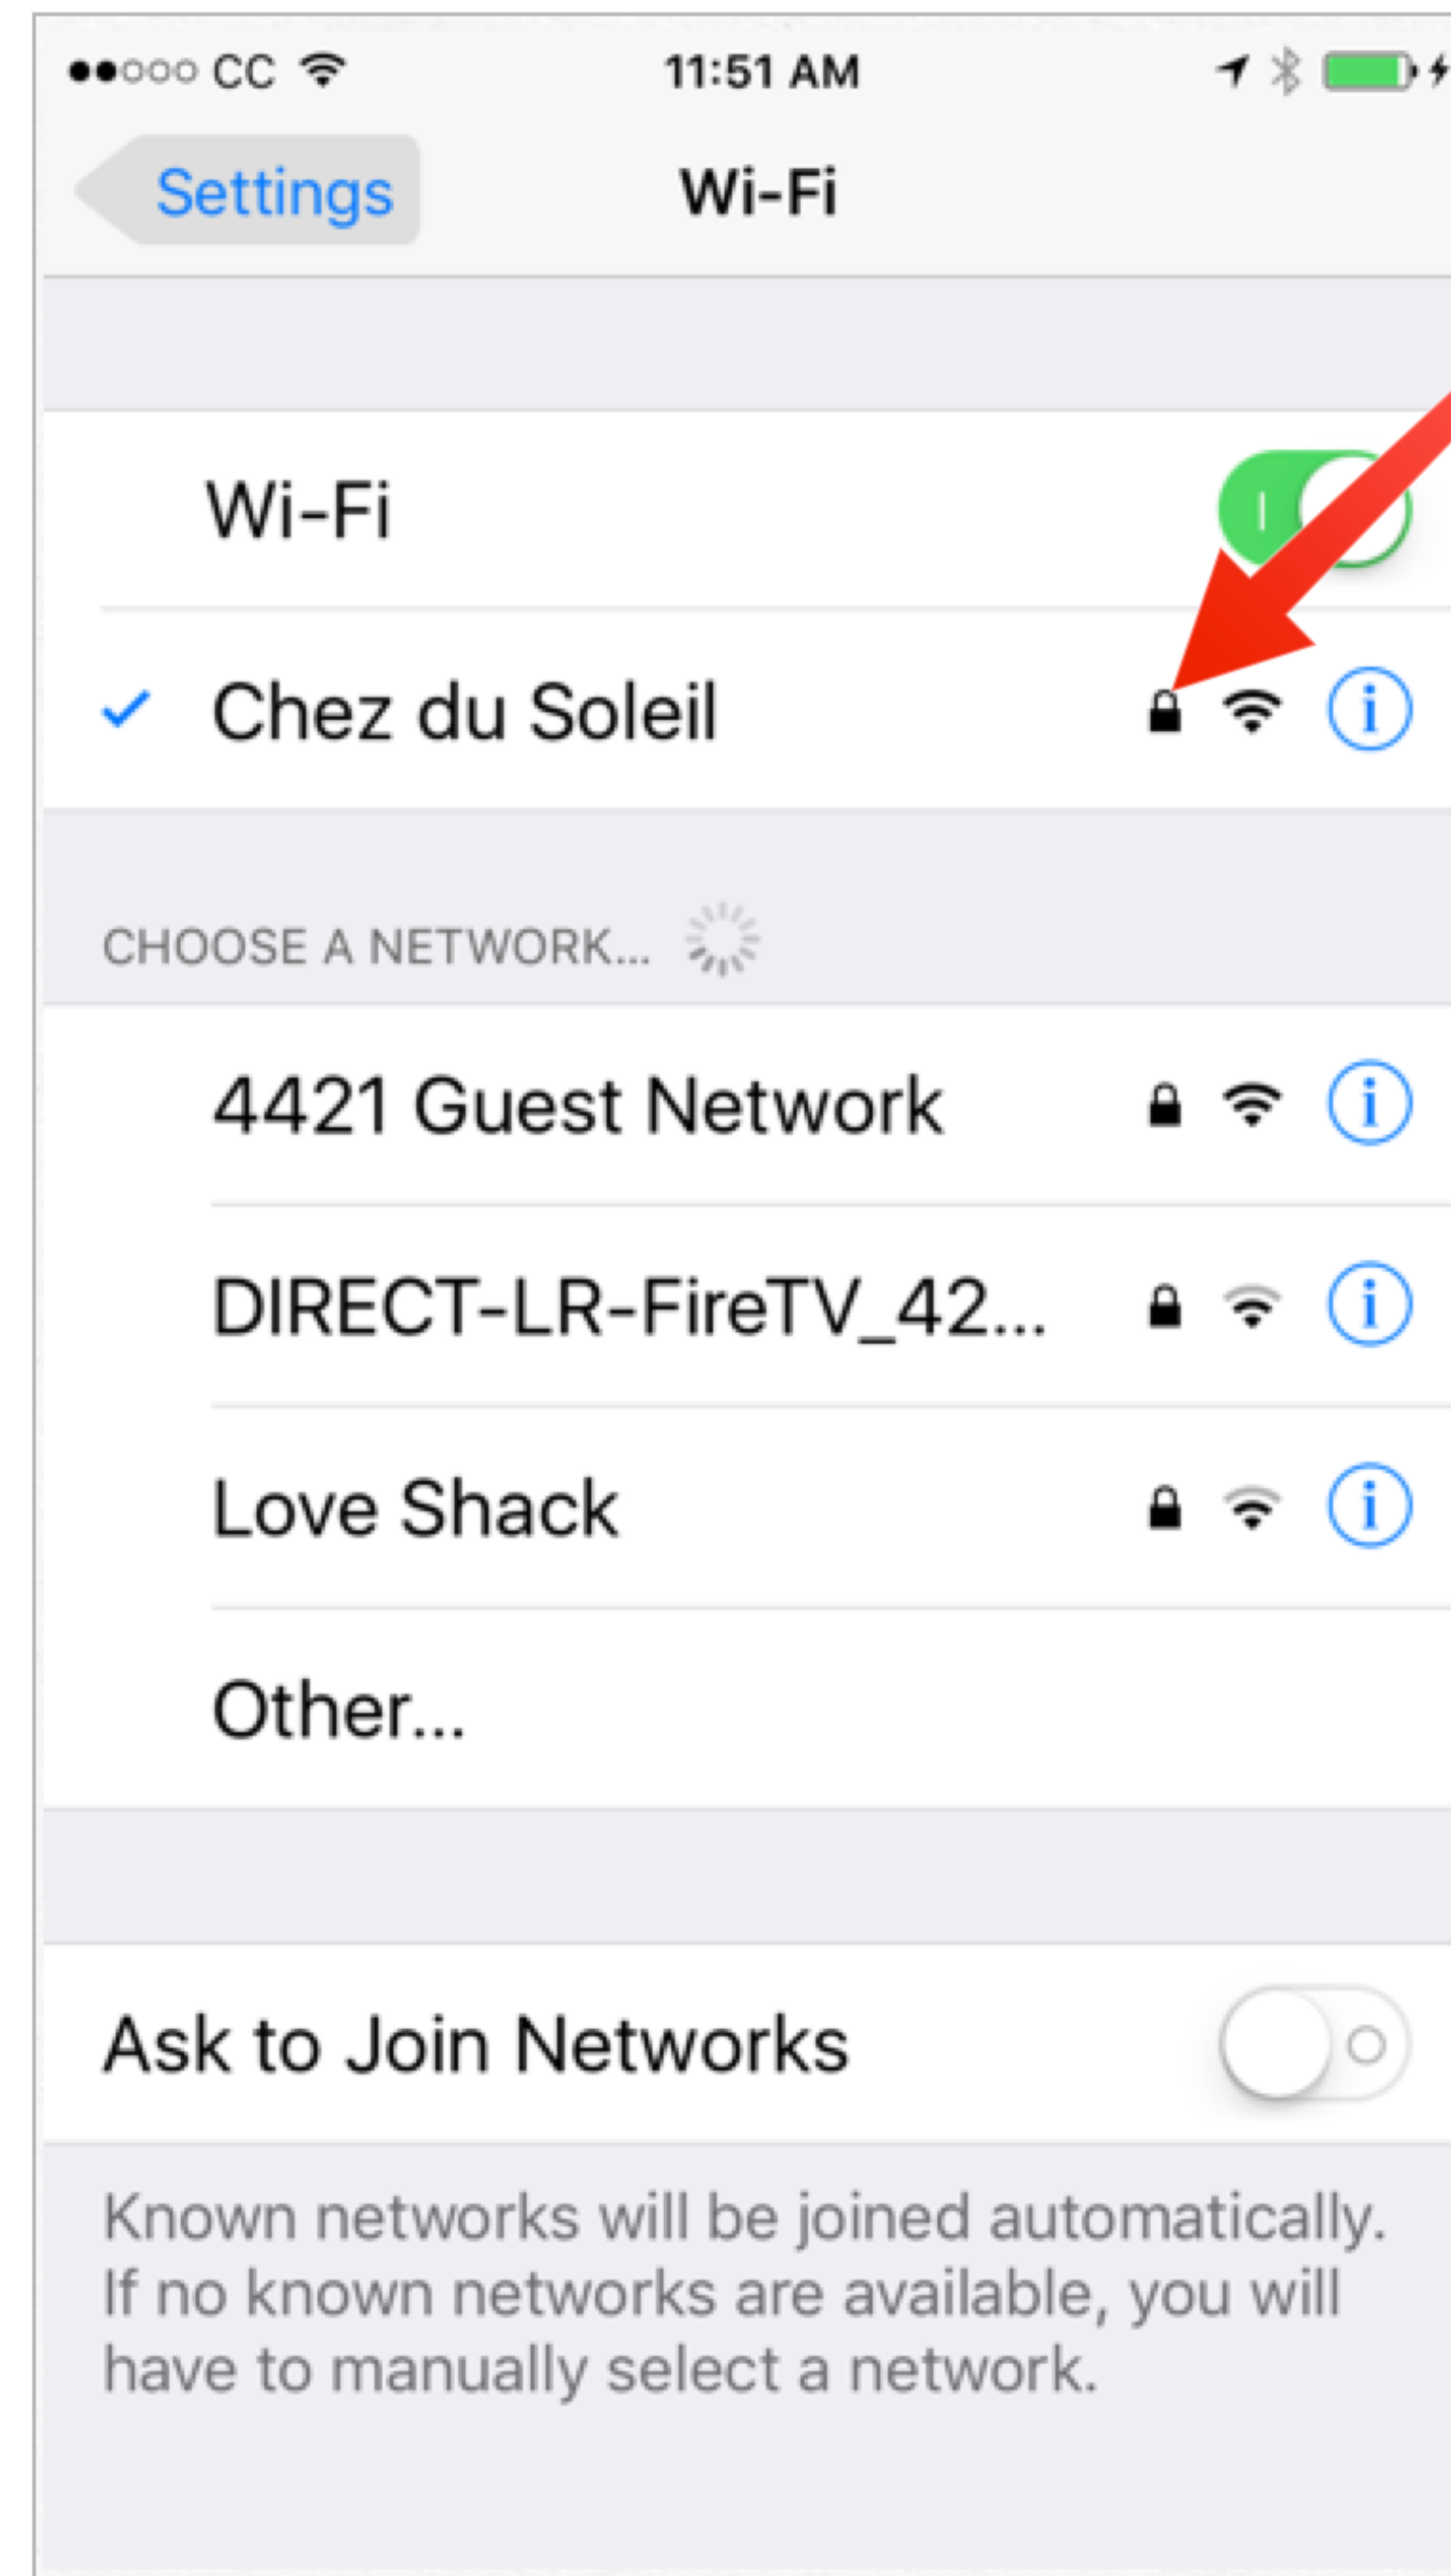 CC 11:51 AM
Settings Wi-Fi
Wi-Fi
Chez du Soleil
CHOOSE A NETWORK...
4421 Guest Network
DIRECT-LR-FireTV_42...
Love Shack
Other...
Ask to Join Networks
Known networks will be joined automatically.
If no known networks are available, you will
have to manually select a network.